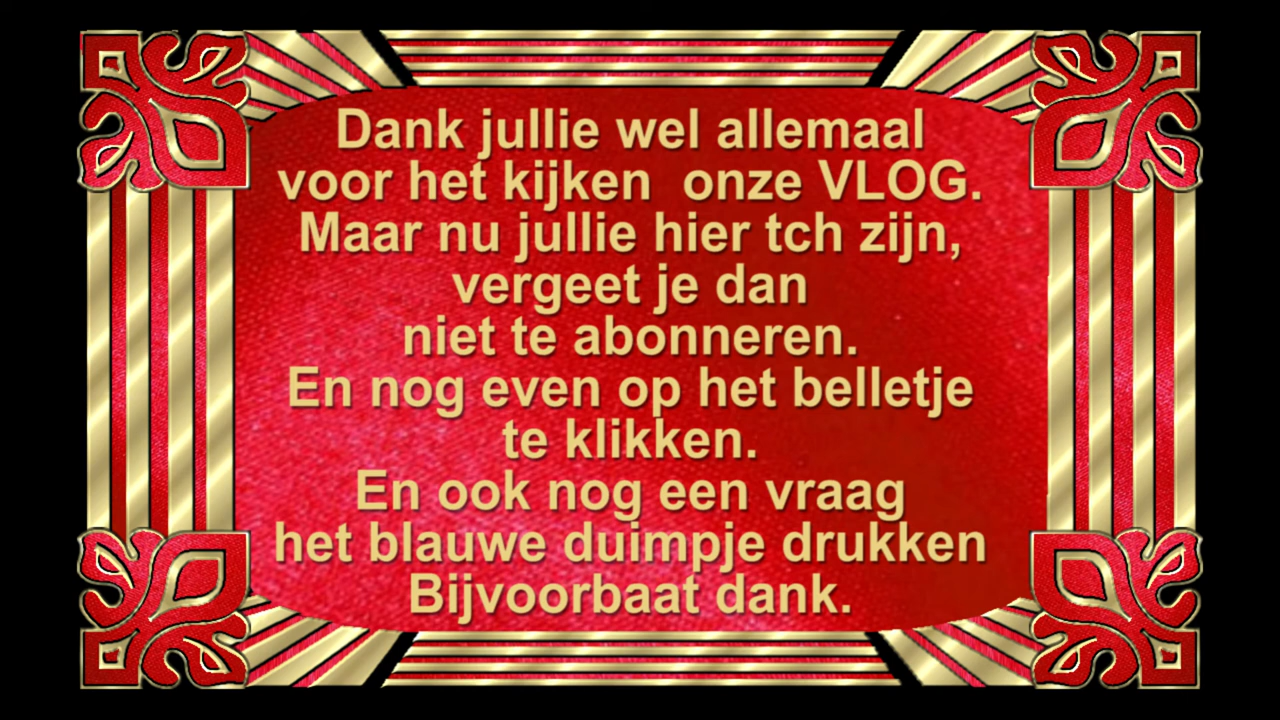 Dank jullie wel allemaal
voor het kijken onze VLOG.
Maar nu jullie hier tch zijn,
vergeet je dan
niet te abonneren.
En nog even op het belletje
te klikken.
En ook nog een vraag
het blauwe duimpje drukken
Bijvoorbaat dank.